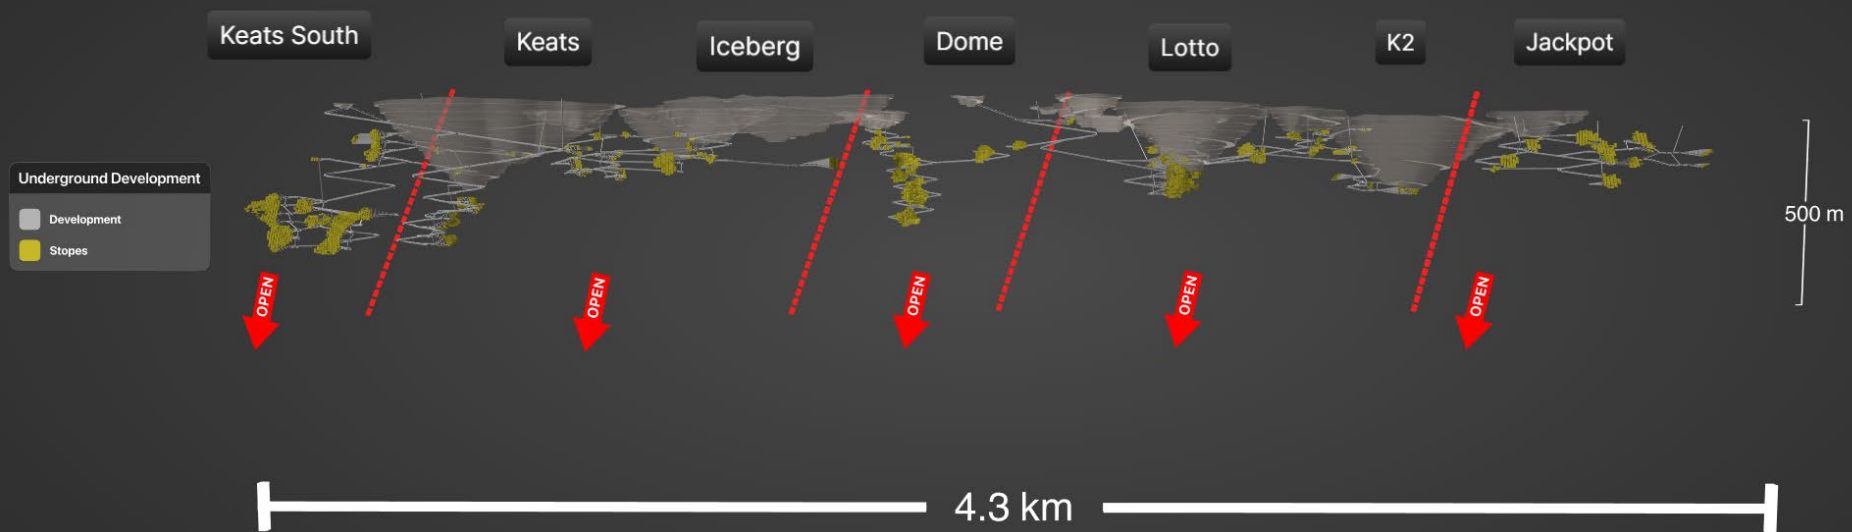 Keats South
Keats
Iceberg
Dome
Lotto
K2
Jackpot
Underground Development
Development
Stopes
500 m
OPEN
OPEN
OPEN
OPEN
OPEN
4.3 km